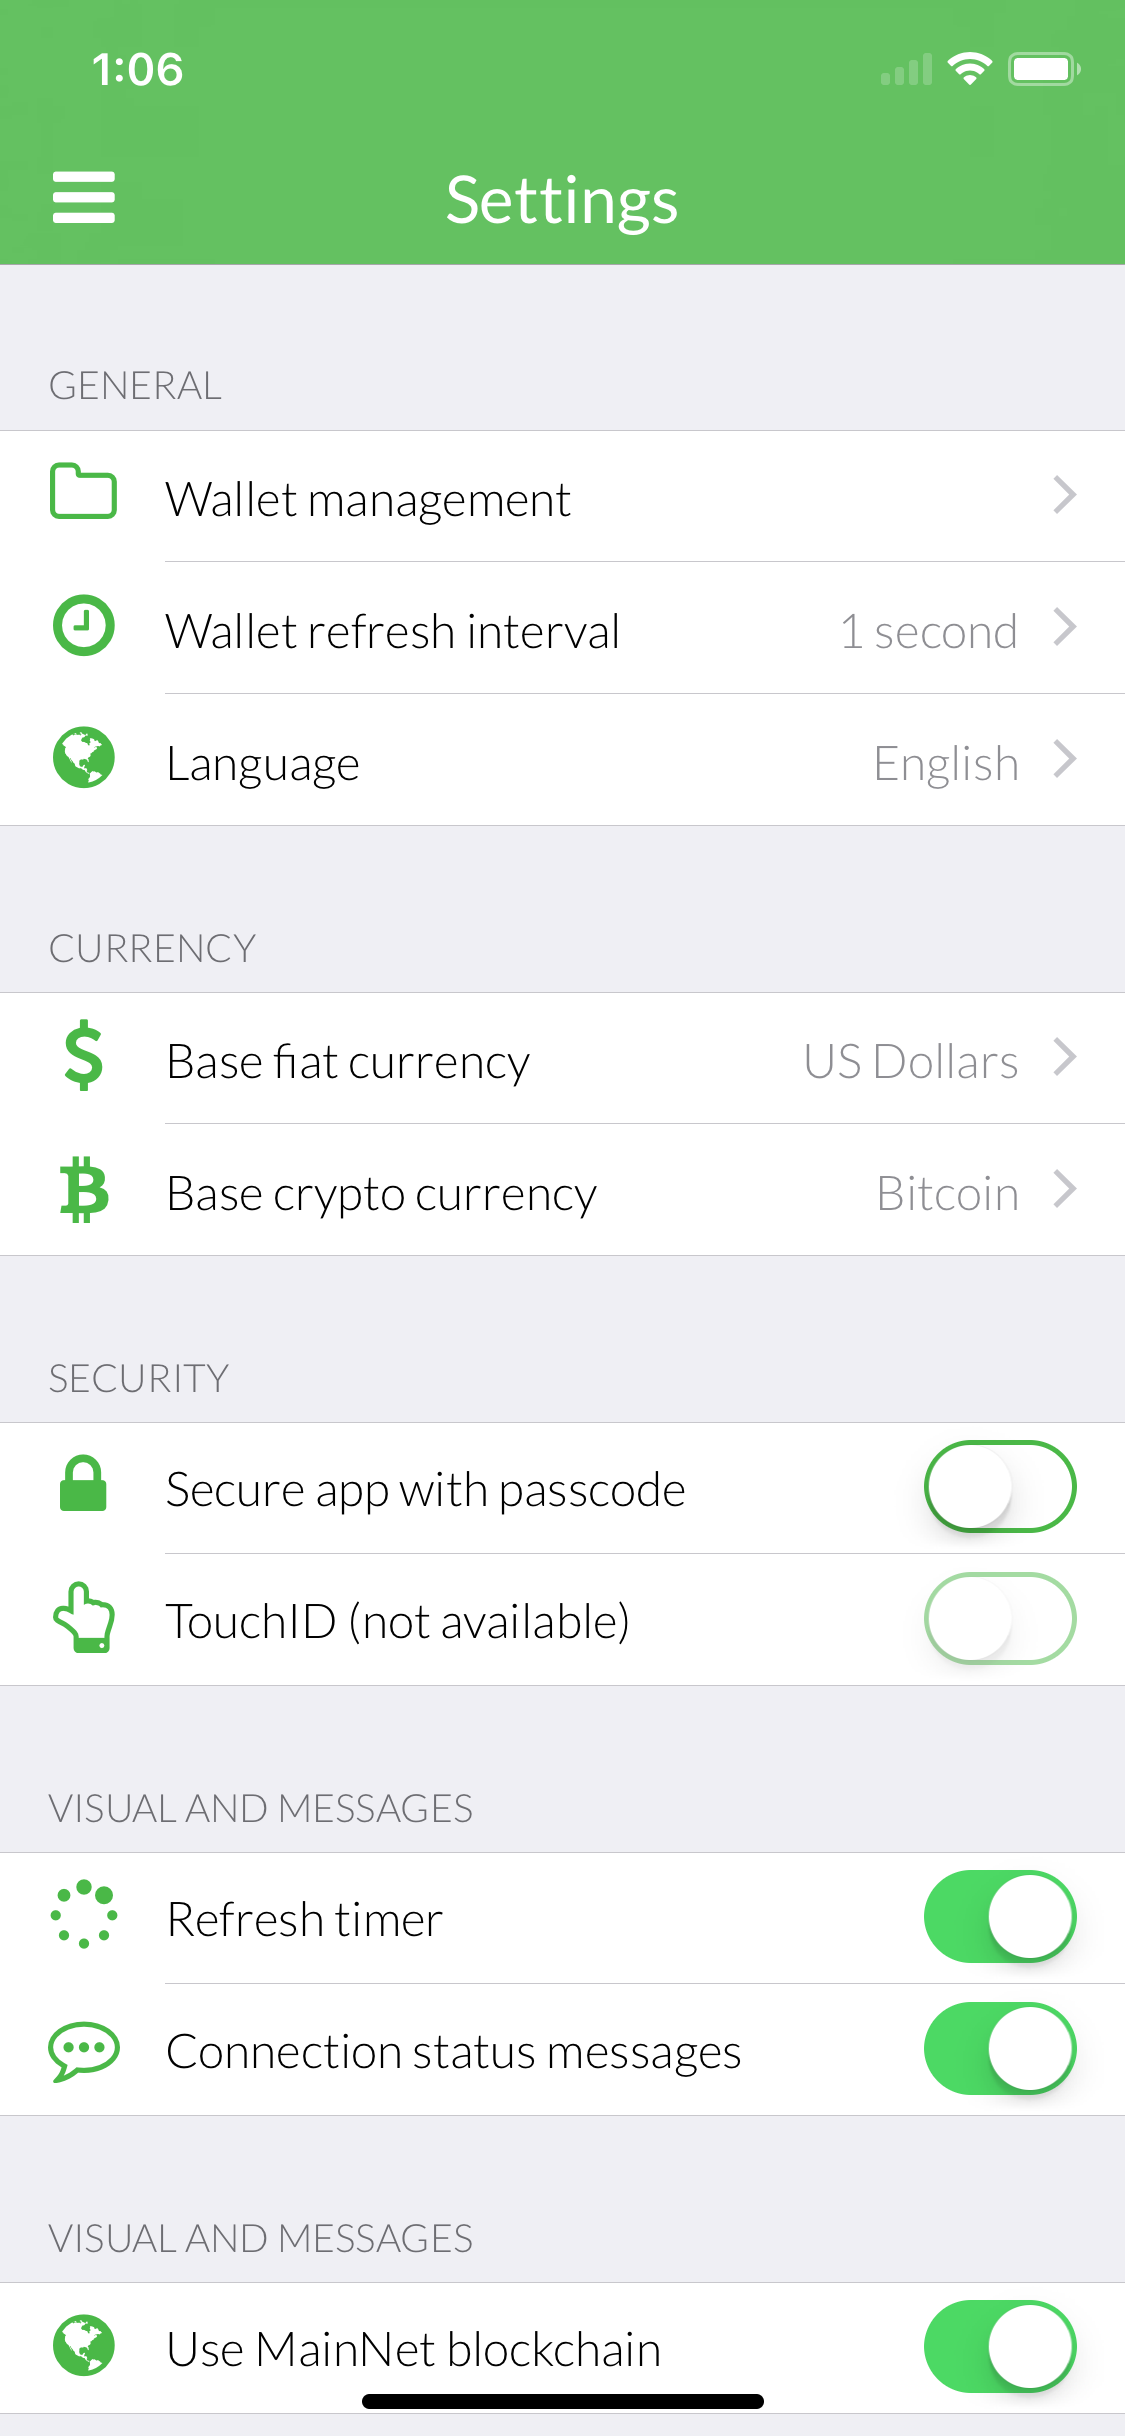 1:06
Settings
GENERAL
Wallet management
Wallet refresh interval 1 second
Language English
CURRENCY
Base fiat currency US Dollars
Base crypto currency Bitcoin
SECURITY
Secure app with passcode
TouchID (not available)
VISUAL AND MESSAGES
Refresh timer
Connection status messages
VISUAL AND MESSAGES
Use MainNet blockchain